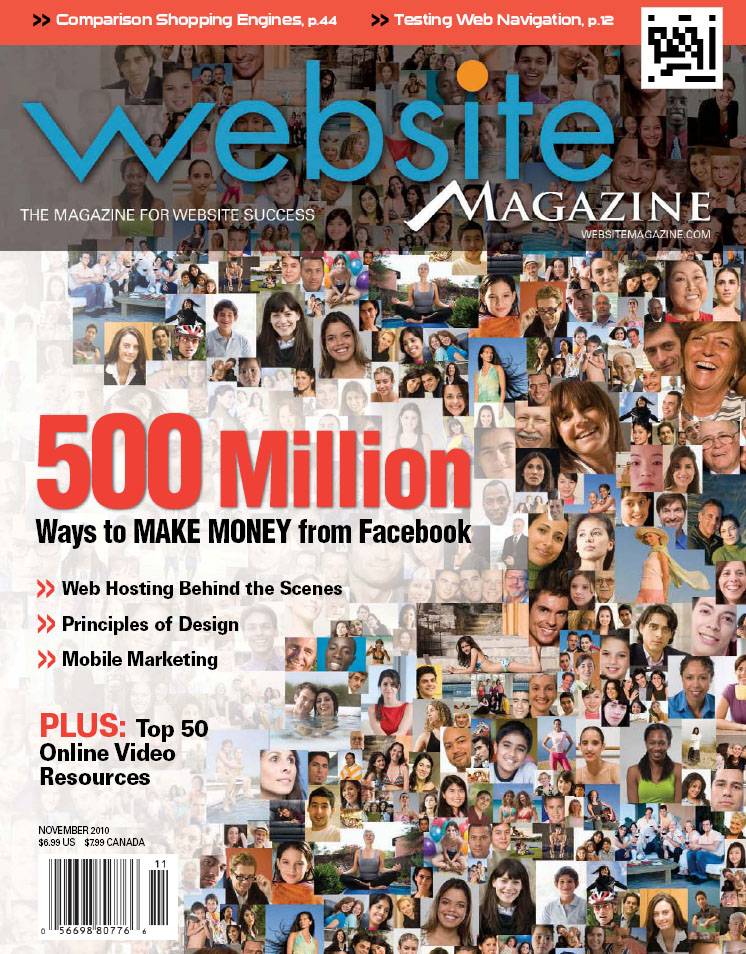 >> Comparison Shopping Engines, p.44 >> Testing Web Navigation, p.12
website
MAGAZINE
THE MAGAZINE FOR WEBSITE SUCCESS
WEBSITEMAGAZINE.COM
500 Million
Ways to MAKE MONEY from Facebook
>> Web Hosting Behind the Scenes
>> Principles of Design
>> Mobile Marketing
PLUS: Top 50
Online Video
Resources
NOVEMBER 2010
$6.99 US $7.99 CANADA
11
0 56698 80776 6